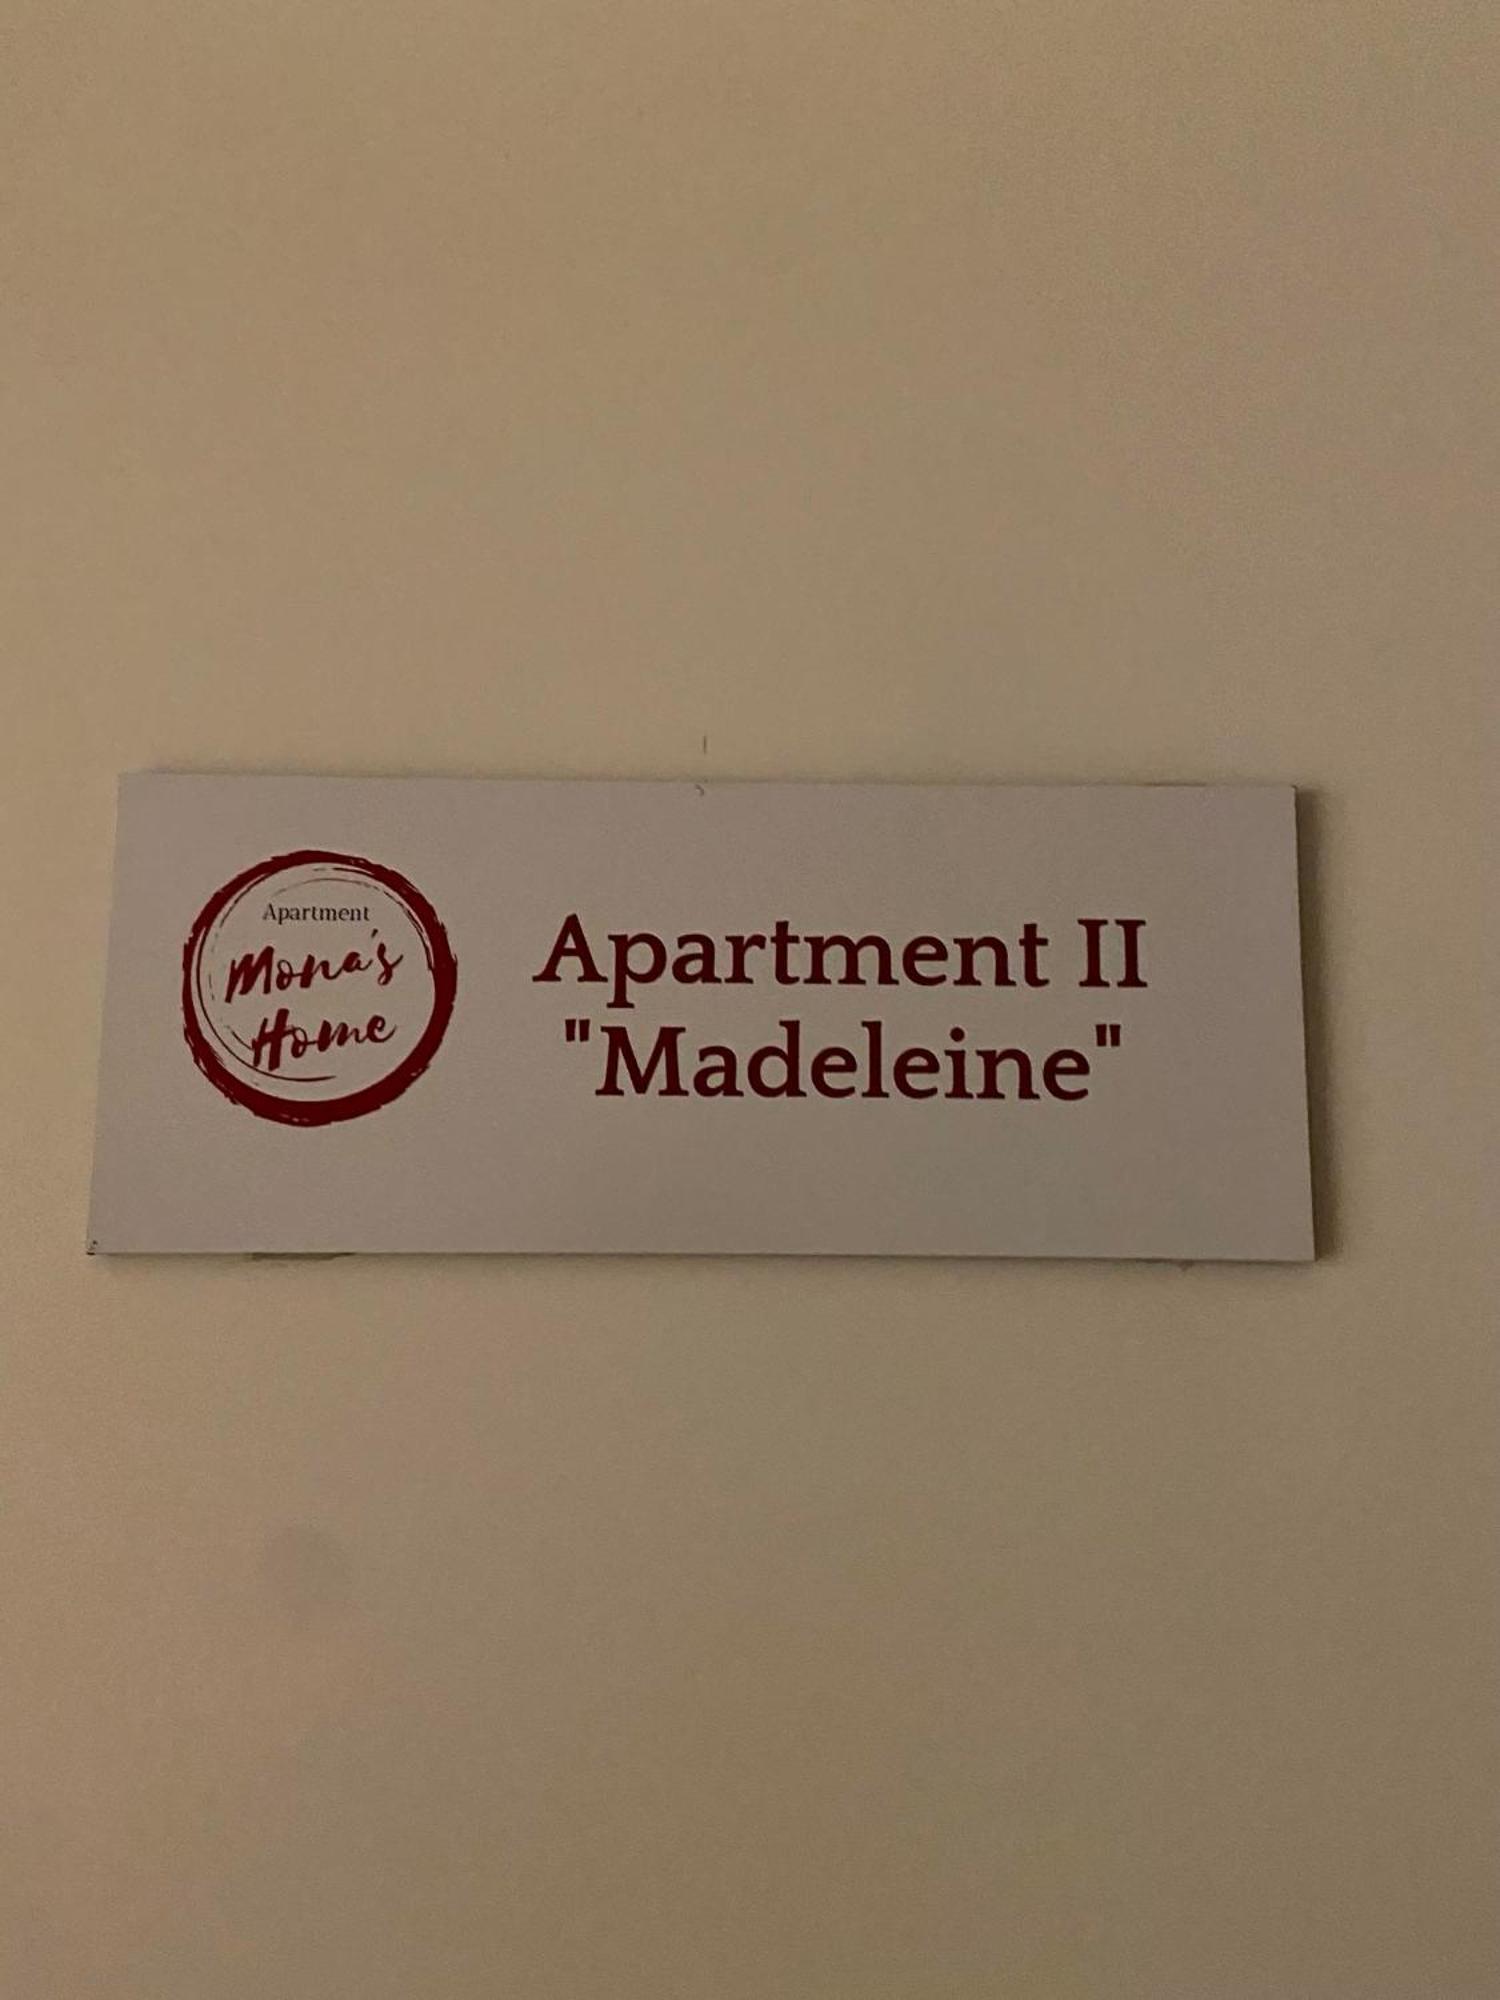 Apartment
Mona's
Home
Apartment II
"Madeleine"